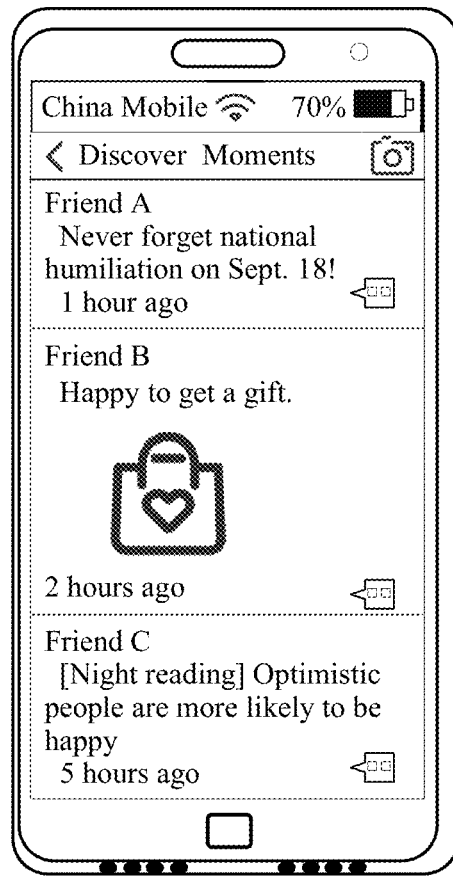 China Mobile 70%
Discover Moments
Friend A
Never forget national
humiliation on Sept. 18!
1 hour ago
Friend B
Happy to get a gift.
2 hours ago
Friend C
[Night reading] Optimistic
people are more likely to be
happy
5 hours ago